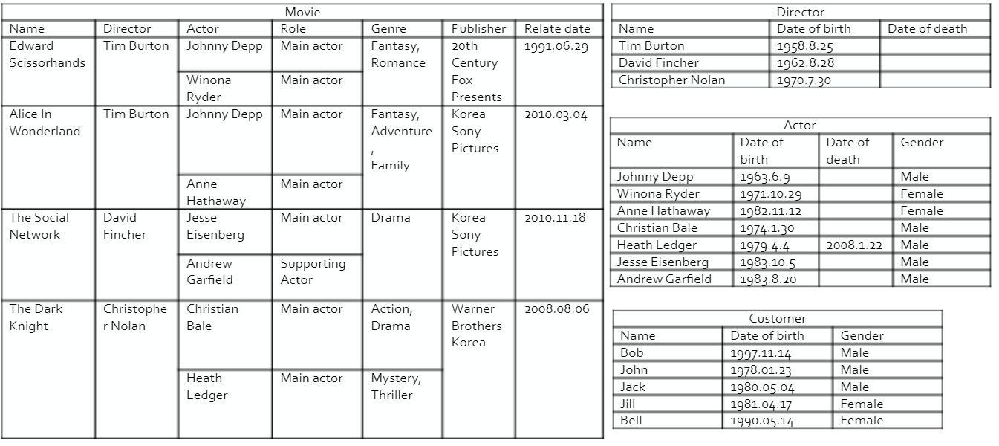 Movie
Name Director Actor Role Genre Publisher Relate date
Edward Scissorhands Tim Burton Johnny Depp Main actor Fantasy, Romance 20th Century Fox Presents 1991.06.29
Winona Ryder Main actor
Alice In Wonderland Tim Burton Johnny Depp Main actor Fantasy, Adventure , Family Korea Sony Pictures 2010.03.04
Anne Hathaway Main actor
The Social Network David Fincher Jesse Eisenberg Main actor Drama Korea Sony Pictures 2010.11.18
Andrew Garfield Supporting Actor
The Dark Knight Christophe r Nolan Christian Bale Main actor Action, Drama Warner Brothers Korea 2008.08.06
Heath Ledger Main actor Mystery, Thriller
Director
Name Date of birth Date of death
Tim Burton 1958.8.25
David Fincher 1962.8.28
Christopher Nolan 1970.7.30
Actor
Name Date of birth Date of death Gender
Johnny Depp 1963.6.9 Male
Winona Ryder 1971.10.29 Female
Anne Hathaway 1982.11.12 Female
Christian Bale 1974.1.30 Male
Heath Ledger 1979.4.4 2008.1.22 Male
Jesse Eisenberg 1983.10.5 Male
Andrew Garfield 1983.8.20 Male
Customer
Name Date of birth Gender
Bob 1997.11.14 Male
John 1978.01.23 Male
Jack 1980.05.04 Male
Jill 1981.04.17 Female
Bell 1990.05.14 Female